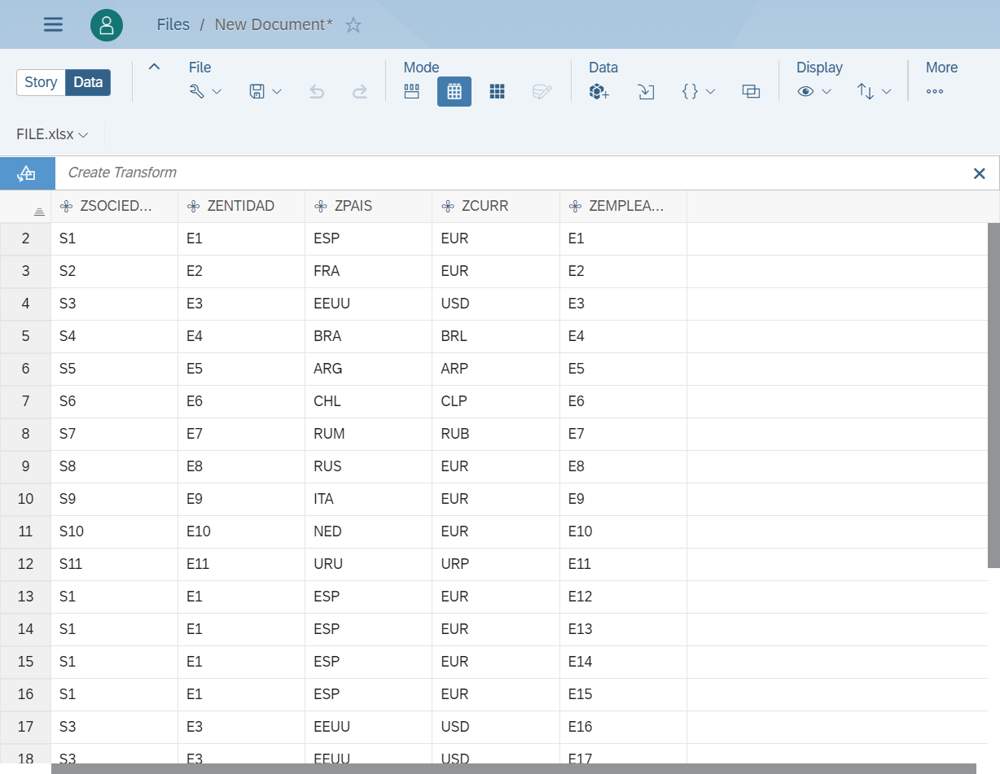 Files / New Document*
File Mode Data Display More
Story Data
FILE.xlsx
Create Transform
ZSOCIED... ZENTIDAD ZPAIS ZCURR ZEMPLEA...
2 S1 E1 ESP EUR E1
3 S2 E2 FRA EUR E2
4 S3 E3 EEUU USD E3
5 S4 E4 BRA BRL E4
6 S5 E5 ARG ARP E5
7 S6 E6 CHL CLP E6
8 S7 E7 RUM RUB E7
9 S8 E8 RUS EUR E8
10 S9 E9 ITA EUR E9
11 S10 E10 NED EUR E10
12 S11 E11 URU URP E11
13 S1 E1 ESP EUR E12
14 S1 E1 ESP EUR E13
15 S1 E1 ESP EUR E14
16 S1 E1 ESP EUR E15
17 S3 E3 EEUU USD E16
18 S3 E3 EEUU USD E17